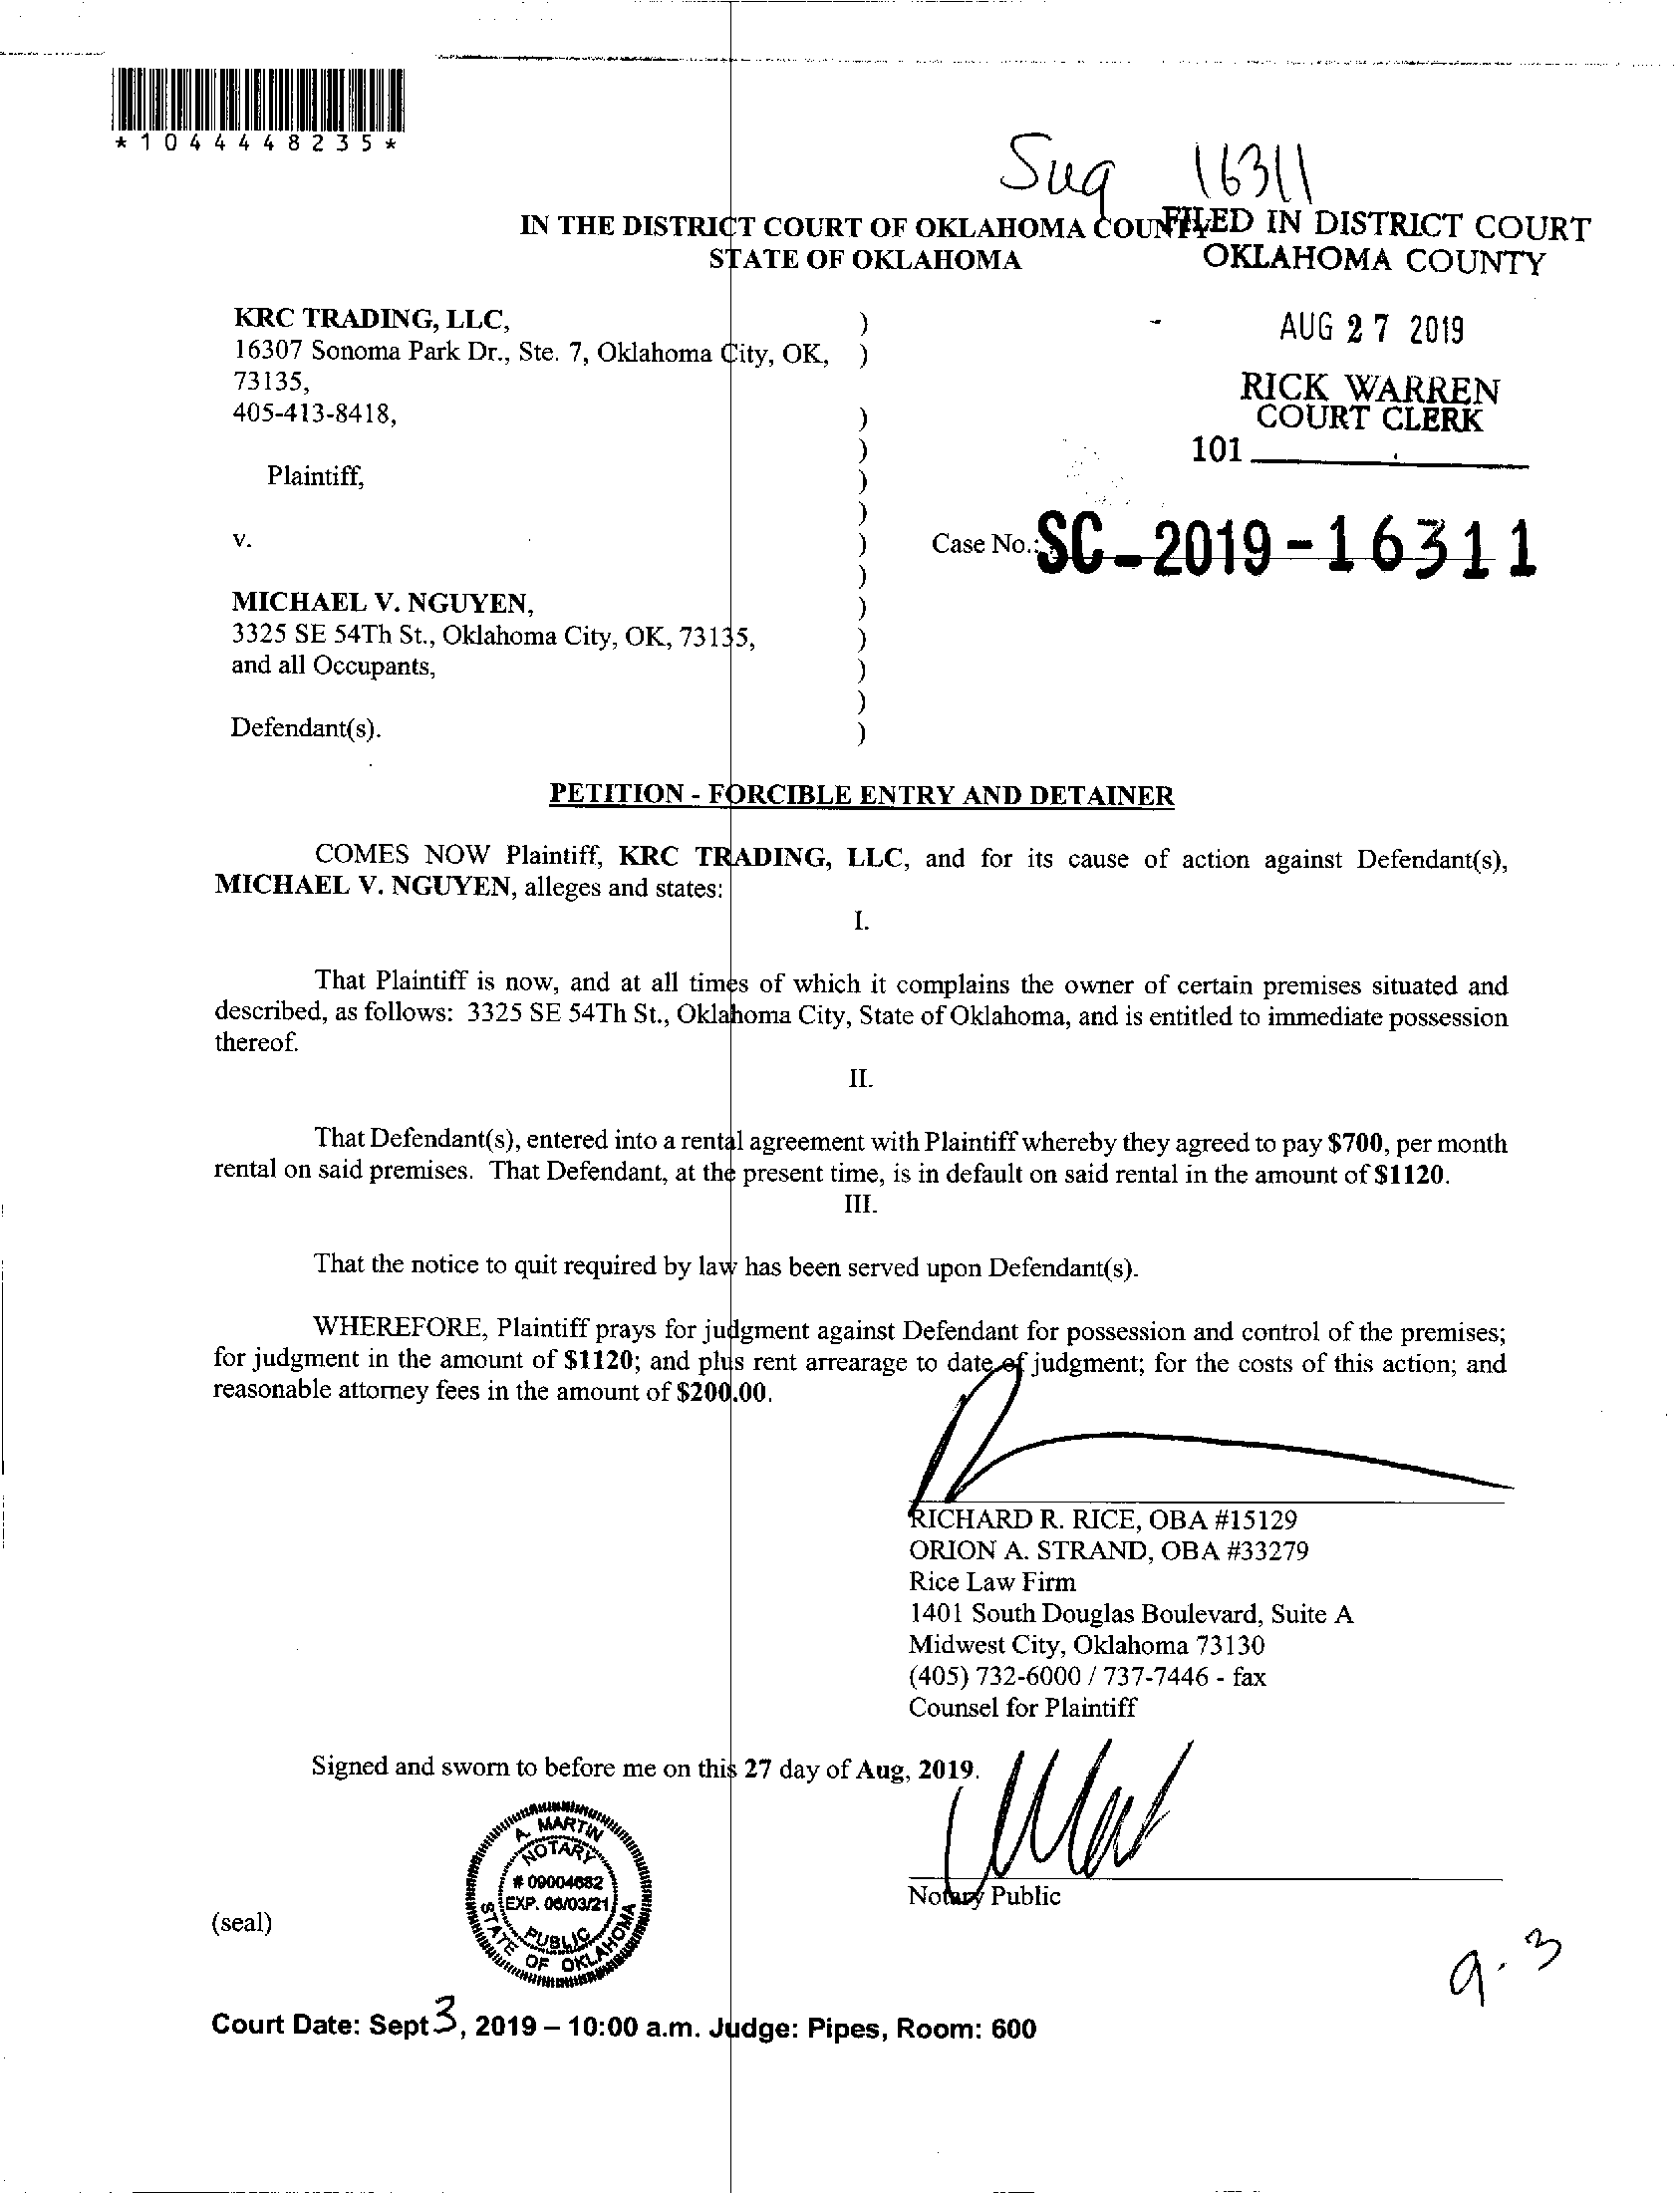 *1044448235*
Sug 16311
IN THE DISTRICT COURT OF OKLAHOMA COUNTY
STATE OF OKLAHOMA
FILED IN DISTRICT COURT
OKLAHOMA COUNTY
AUG 27 2019
RICK WARREN
COURT CLERK
101
KRC TRADING, LLC, )
16307 Sonoma Park Dr., Ste. 7, Oklahoma City, OK, )
73135,
405-413-8418, )
)
Plaintiff, )
)
v. )
)
MICHAEL V. NGUYEN, )
3325 SE 54Th St., Oklahoma City, OK, 73135, )
and all Occupants, )
)
Defendant(s). )
Case No.: SC-2019-16311
PETITION - FORCIBLE ENTRY AND DETAINER
COMES NOW Plaintiff, KRC TRADING, LLC, and for its cause of action against Defendant(s),
MICHAEL V. NGUYEN, alleges and states:
I.
That Plaintiff is now, and at all times of which it complains the owner of certain premises situated and
described, as follows: 3325 SE 54Th St., Oklahoma City, State of Oklahoma, and is entitled to immediate possession
thereof.
II.
That Defendant(s), entered into a rental agreement with Plaintiff whereby they agreed to pay $700, per month
rental on said premises. That Defendant, at the present time, is in default on said rental in the amount of $1120.
III.
That the notice to quit required by law has been served upon Defendant(s).
WHEREFORE, Plaintiff prays for judgment against Defendant for possession and control of the premises;
for judgment in the amount of $1120; and plus rent arrearage to date of judgment; for the costs of this action; and
reasonable attorney fees in the amount of $200.00.
RICHARD R. RICE, OBA #15129
ORION A. STRAND, OBA #33279
Rice Law Firm
1401 South Douglas Boulevard, Suite A
Midwest City, Oklahoma 73130
(405) 732-6000 / 737-7446 - fax
Counsel for Plaintiff
Signed and sworn to before me on this 27 day of Aug, 2019.
A. MARTIN
NOTARY
# 09004682
EXP. 06/03/21
PUBLIC
STATE OF OKLAHOMA
Notary Public
(seal)
9.3
Court Date: Sept 3, 2019 – 10:00 a.m. Judge: Pipes, Room: 600